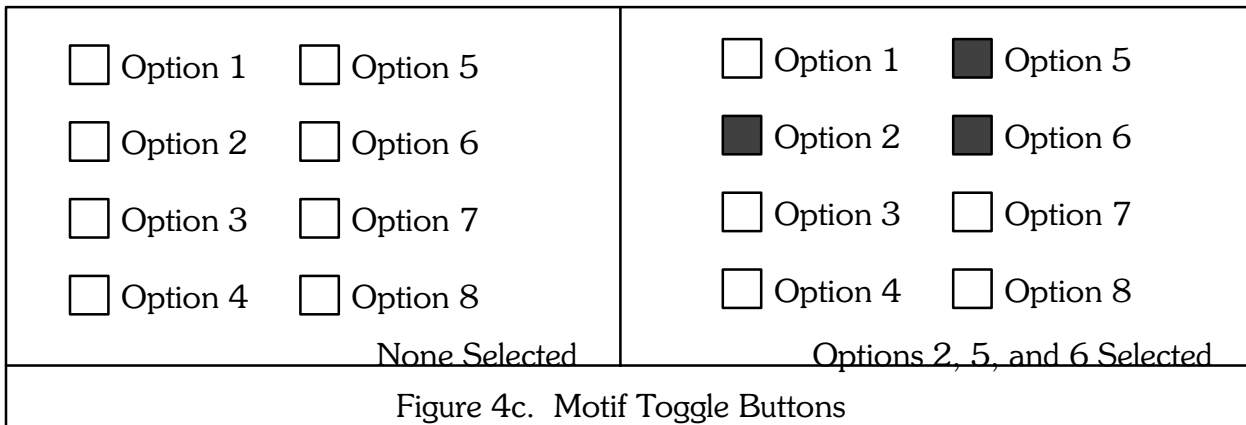 Option 1 Option 5
Option 2 Option 6
Option 3 Option 7
Option 4 Option 8
None Selected
Option 1 Option 5
Option 2 Option 6
Option 3 Option 7
Option 4 Option 8
Options 2, 5, and 6 Selected
Figure 4c. Motif Toggle Buttons